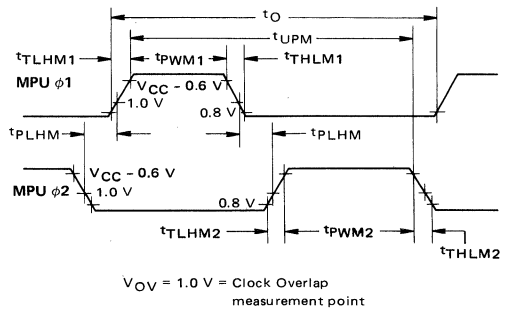 tO
tUPM
tTLHM1
tPWM1
tTHLM1
MPU φ1
VCC - 0.6 V
1.0 V
0.8 V
tPLHM
tPLHM
MPU φ2
VCC - 0.6 V
1.0 V
0.8 V
tTLHM2
tPWM2
tTHLM2
VOV = 1.0 V = Clock Overlap
measurement point